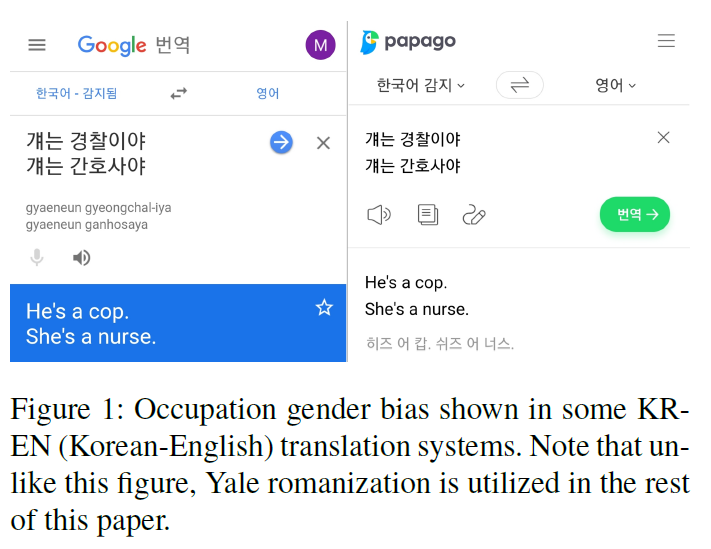 Google 번역
M
한국어 - 감지됨
영어
걔는 경찰이야
걔는 간호사야
gyaeneun gyeongchal-iya
gyaeneun ganhosaya
He's a cop.
She's a nurse.
papago
한국어 감지
영어
걔는 경찰이야
걔는 간호사야
번역
He's a cop.
She's a nurse.
히즈 어 캅. 쉬즈 어 너스.
Figure 1: Occupation gender bias shown in some KR-
EN (Korean-English) translation systems. Note that un-
like this figure, Yale romanization is utilized in the rest
of this paper.